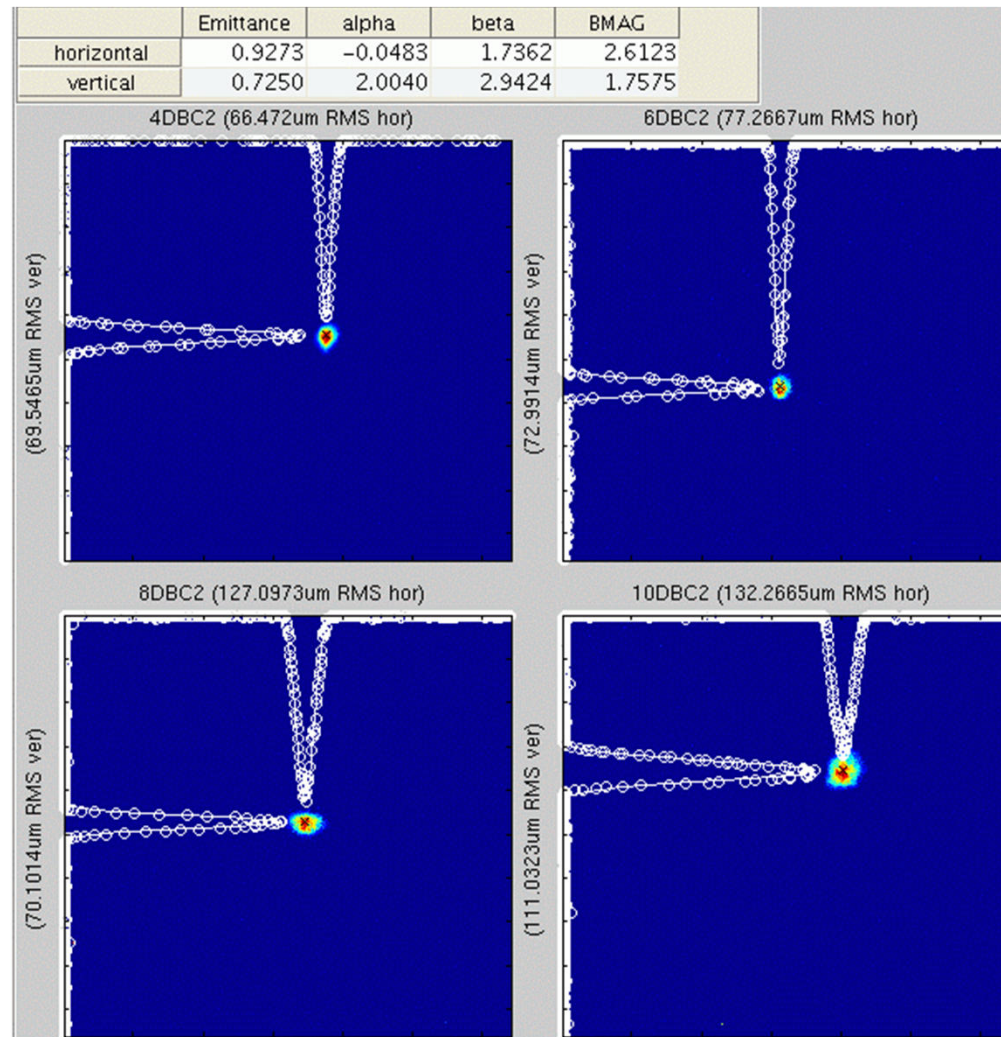 Emittance alpha beta BMAG
horizontal 0.9273 −0.0483 1.7362 2.6123
vertical 0.7250 2.0040 2.9424 1.7575
4DBC2 (66.472um RMS hor)
(69.5465um RMS ver)
6DBC2 (77.2667um RMS hor)
(72.9914um RMS ver)
8DBC2 (127.0973um RMS hor)
(70.1014um RMS ver)
10DBC2 (132.2665um RMS hor)
(111.0323um RMS ver)